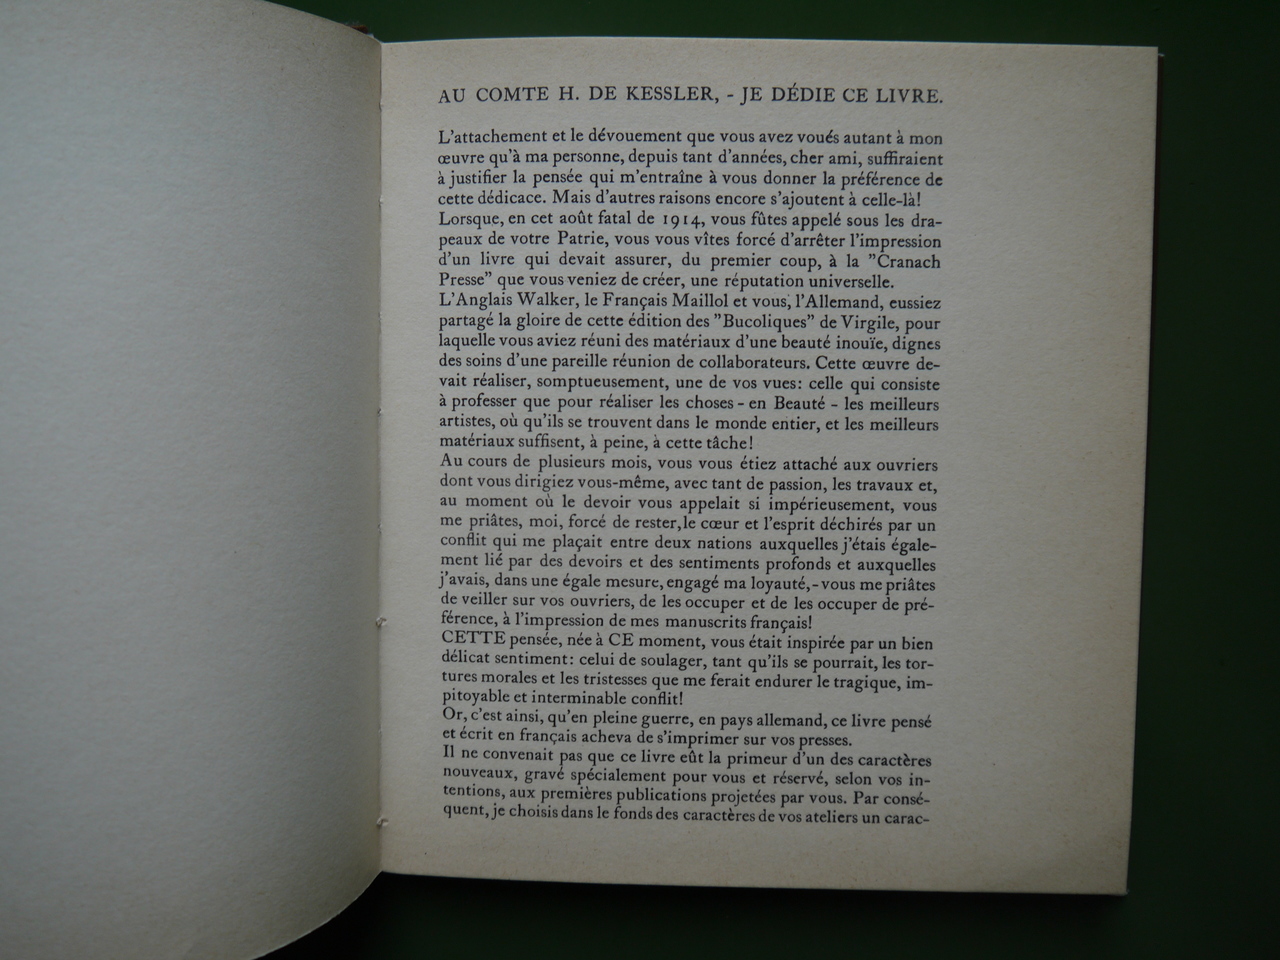 AU COMTE H. DE KESSLER, - JE DÉDIE CE LIVRE.
L'attachement et le dévouement que vous avez voués autant à mon
œuvre qu'à ma personne, depuis tant d'années, cher ami, suffiraient
à justifier la pensée qui m'entraîne à vous donner la préférence de
cette dédicace. Mais d'autres raisons encore s'ajoutent à celle-là!
Lorsque, en cet août fatal de 1914, vous fûtes appelé sous les dra-
peaux de votre Patrie, vous vous vîtes forcé d'arrêter l'impression
d'un livre qui devait assurer, du premier coup, à la "Cranach
Presse" que vous veniez de créer, une réputation universelle.
L'Anglais Walker, le Français Maillol et vous, l'Allemand, eussiez
partagé la gloire de cette édition des "Bucoliques" de Virgile, pour
laquelle vous aviez réuni des matériaux d'une beauté inouïe, dignes
des soins d'une pareille réunion de collaborateurs. Cette œuvre de-
vait réaliser, somptueusement, une de vos vues: celle qui consiste
à professer que pour réaliser les choses - en Beauté - les meilleurs
artistes, où qu'ils se trouvent dans le monde entier, et les meilleurs
matériaux suffisent, à peine, à cette tâche!
Au cours de plusieurs mois, vous vous étiez attaché aux ouvriers
dont vous dirigiez vous-même, avec tant de passion, les travaux et,
au moment où le devoir vous appelait si impérieusement, vous
me priâtes, moi, forcé de rester,le cœur et l'esprit déchirés par un
conflit qui me plaçait entre deux nations auxquelles j'étais égale-
ment lié par des devoirs et des sentiments profonds et auxquelles
j'avais, dans une égale mesure, engagé ma loyauté,-vous me priâtes
de veiller sur vos ouvriers, de les occuper et de les occuper de pré-
férence, à l'impression de mes manuscrits français!
CETTE pensée, née à CE moment, vous était inspirée par un bien
délicat sentiment: celui de soulager, tant qu'ils se pourrait, les tor-
tures morales et les tristesses que me ferait endurer le tragique, im-
pitoyable et interminable conflit!
Or, c'est ainsi, qu'en pleine guerre, en pays allemand, ce livre pensé
et écrit en français acheva de s'imprimer sur vos presses.
Il ne convenait pas que ce livre eût la primeur d'un des caractères
nouveaux, gravé spécialement pour vous et réservé, selon vos in-
tentions, aux premières publications projetées par vous. Par consé-
quent, je choisis dans le fonds des caractères de vos ateliers un carac-